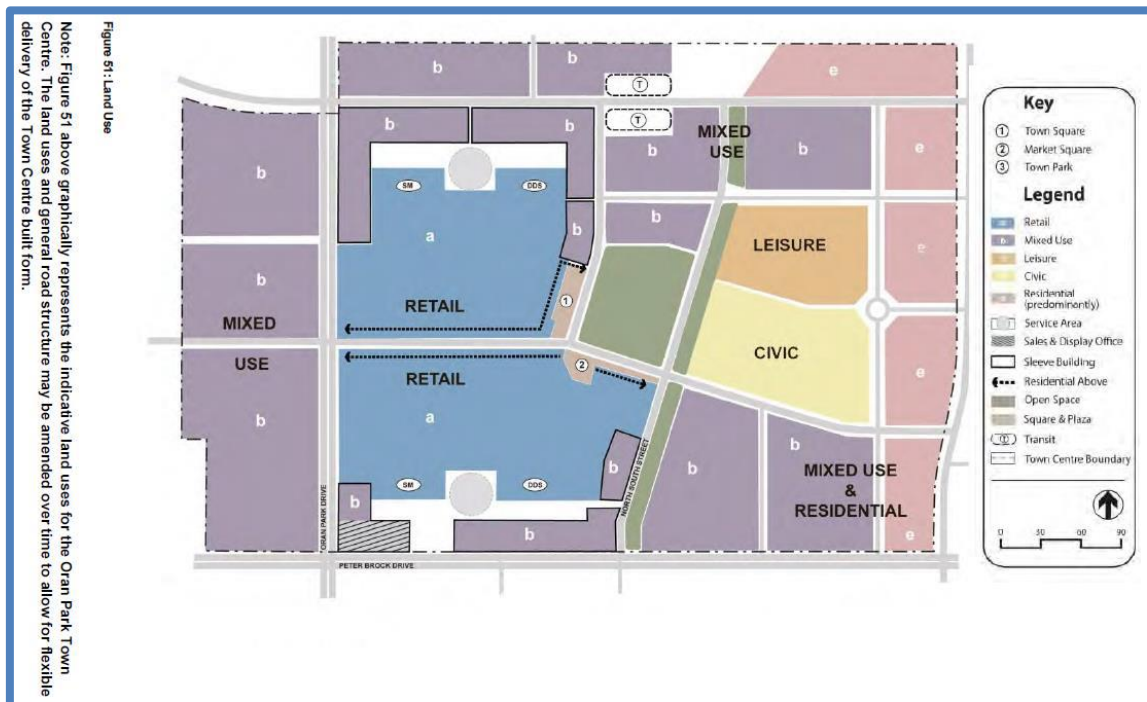 Figure 51: Land Use
Note: Figure 51 above graphically represents the indicative land uses for the Oran Park Town
Centre. The land uses and general road structure may be amended over time to allow for flexible
delivery of the Town Centre built form.
b
b
T
e
b
b
T
MIXED
USE
b
b
e
b
SM
DDS
b
b
a
LEISURE
e
b
1
RETAIL
MIXED
CIVIC
USE
RETAIL
2
e
b
a
b
b
b
MIXED USE
&
RESIDENTIAL
SM
DDS
b
b
e
NORTH SOUTH STREET
ORAN PARK DRIVE
PETER BROCK DRIVE
Key
1 Town Square
2 Market Square
3 Town Park
Legend
a Retail
b Mixed Use
Leisure
Civic
e Residential
(predominantly)
Service Area
Sales & Display Office
Sleeve Building
Residential Above
Open Space
Square & Plaza
T Transit
Town Centre Boundary
0 30 60 90